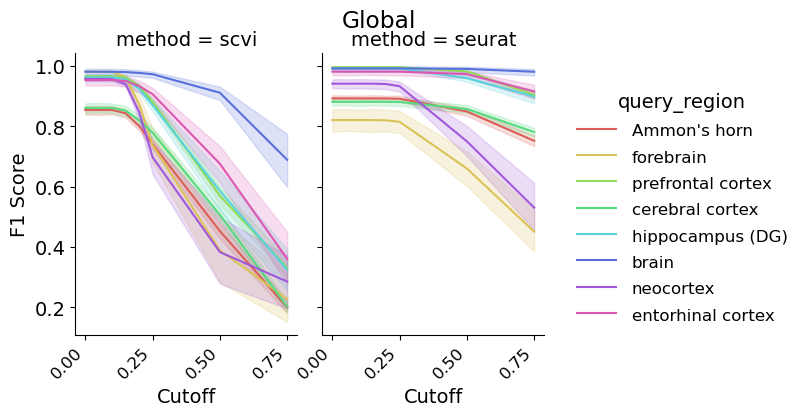 Global
method = scvi
method = seurat
F1 Score
1.0
0.8
0.6
0.4
0.2
0.00
0.25
0.50
0.75
0.00
0.25
0.50
0.75
Cutoff
Cutoff
query_region
Ammon's horn
forebrain
prefrontal cortex
cerebral cortex
hippocampus (DG)
brain
neocortex
entorhinal cortex